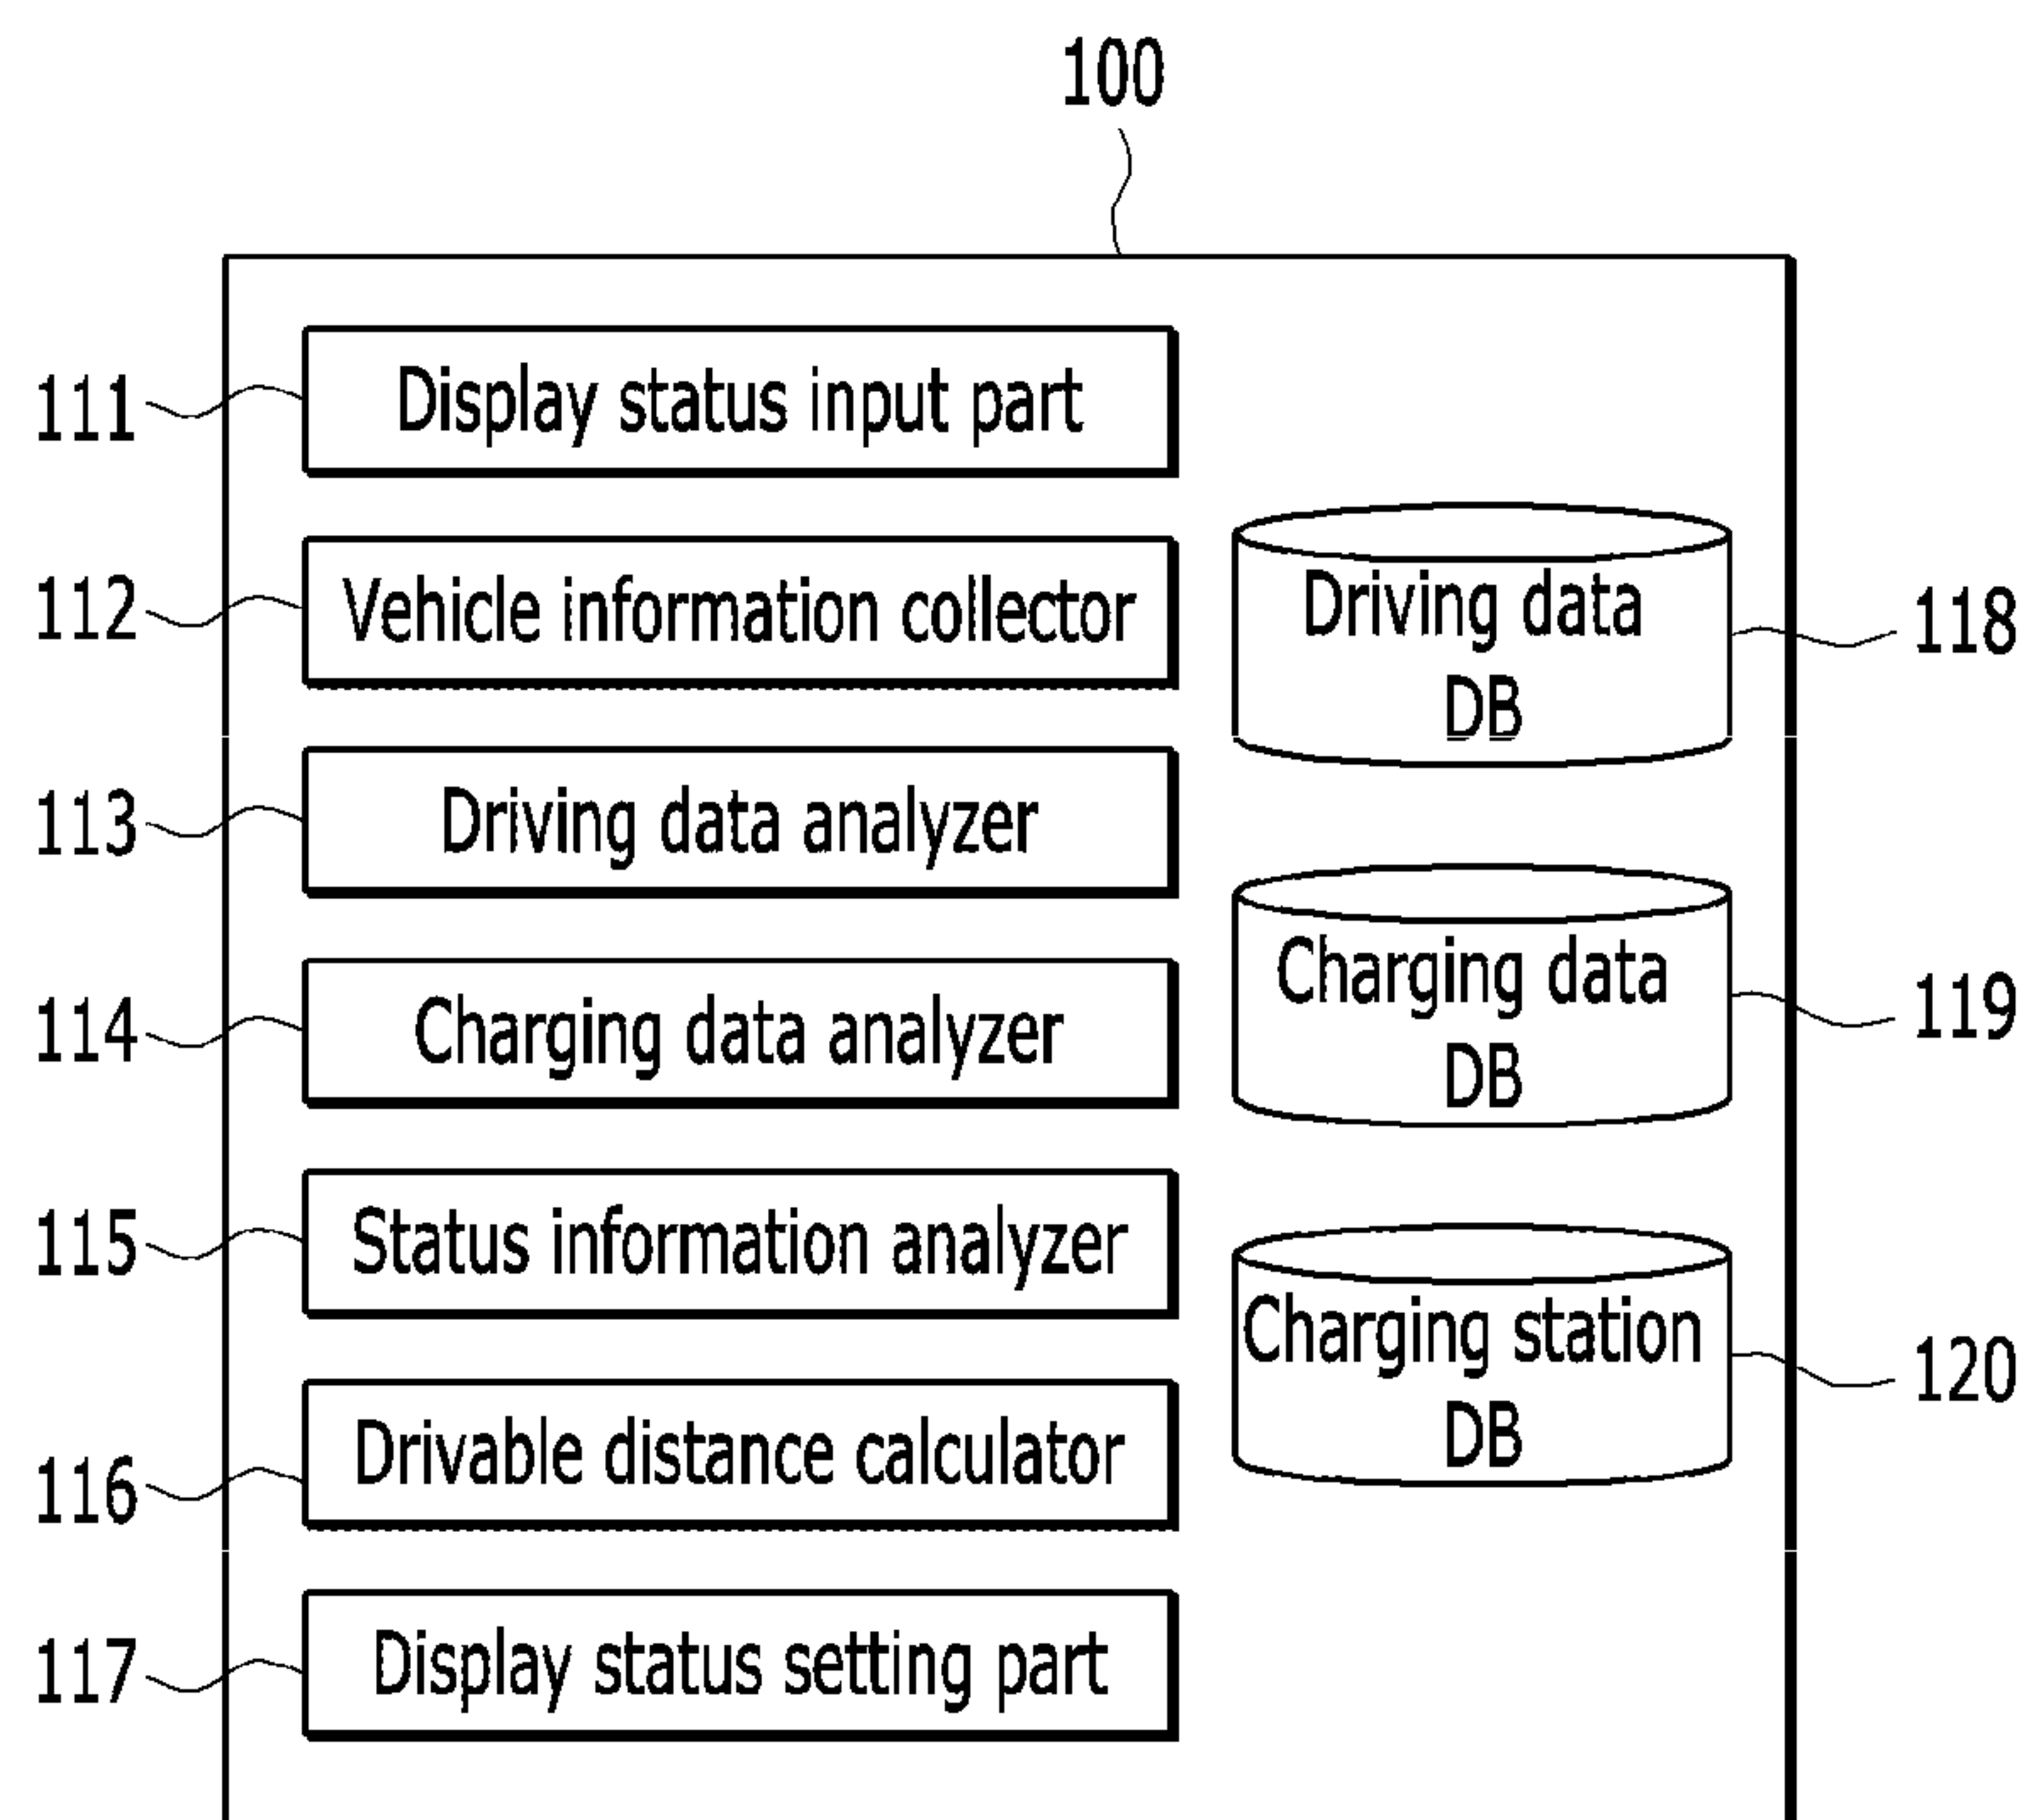 100
111
Display status input part
112
Vehicle information collector
113
Driving data analyzer
114
Charging data analyzer
115
Status information analyzer
116
Drivable distance calculator
117
Display status setting part
Driving data
DB
118
Charging data
DB
119
Charging station
DB
120